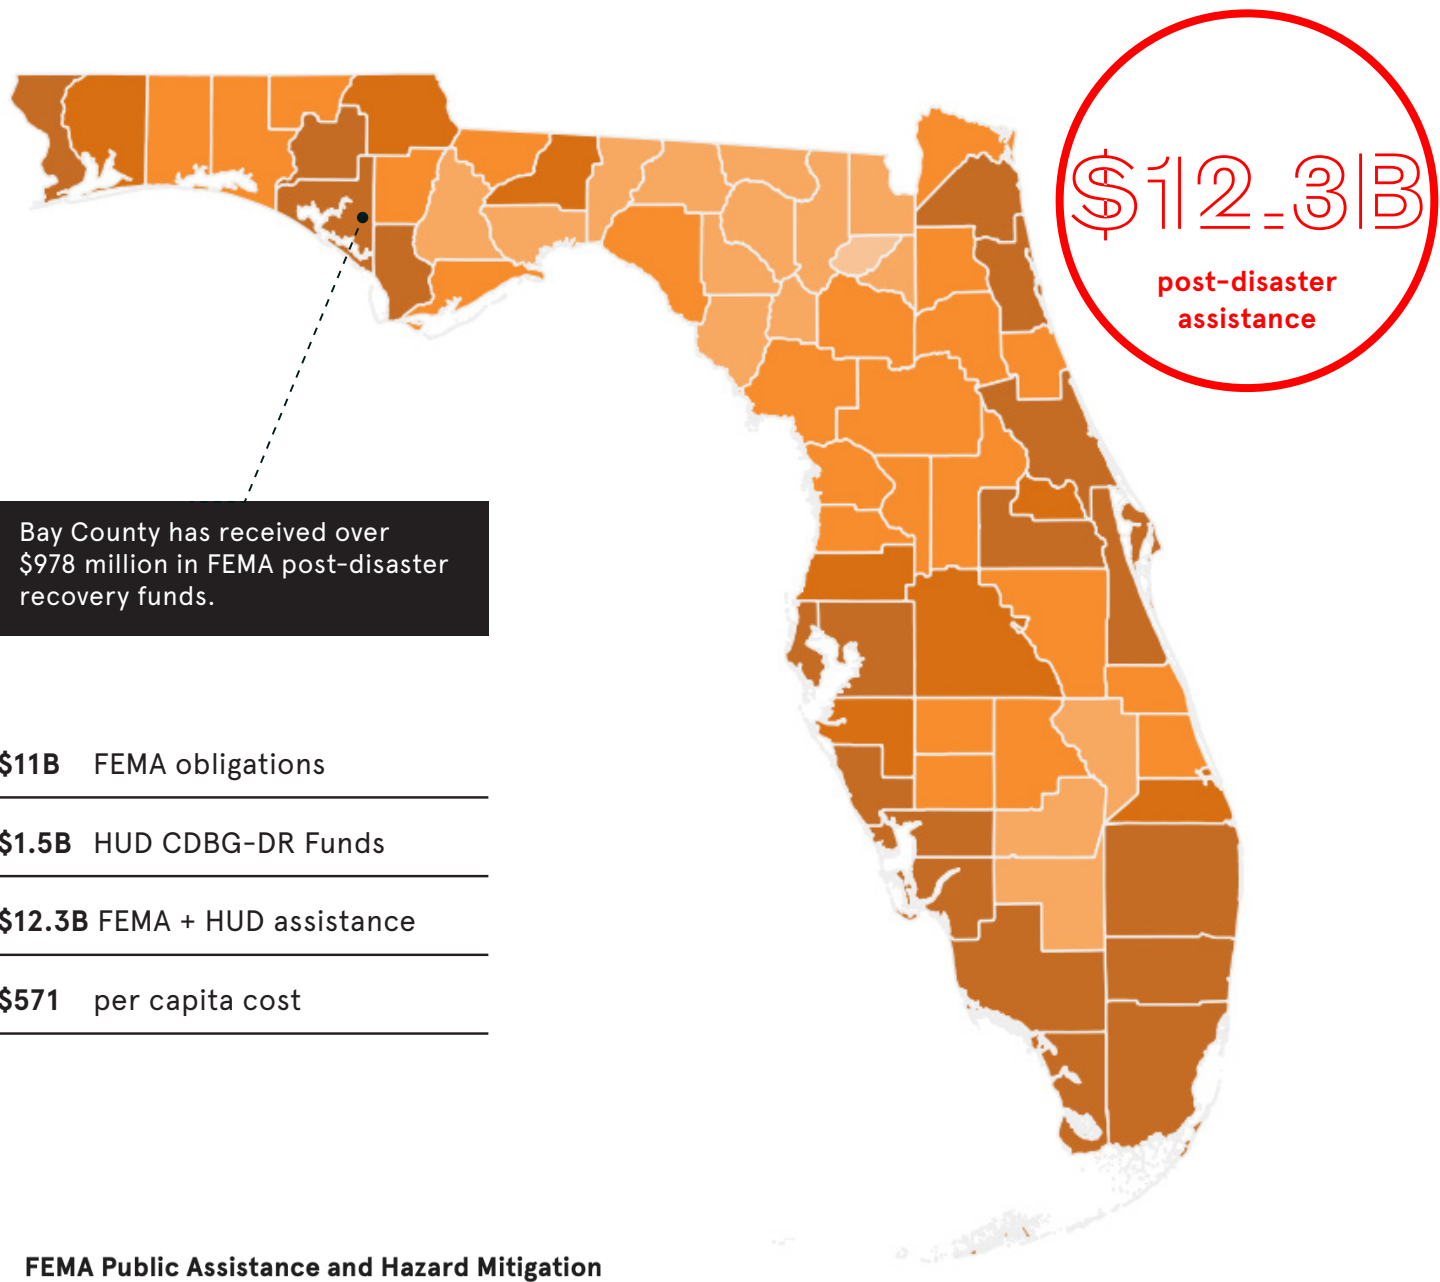 $12.3B
post-disaster
assistance
Bay County has received over
$978 million in FEMA post-disaster
recovery funds.
$11B FEMA obligations
$1.5B HUD CDBG-DR Funds
$12.3B FEMA + HUD assistance
$571 per capita cost
FEMA Public Assistance and Hazard Mitigation